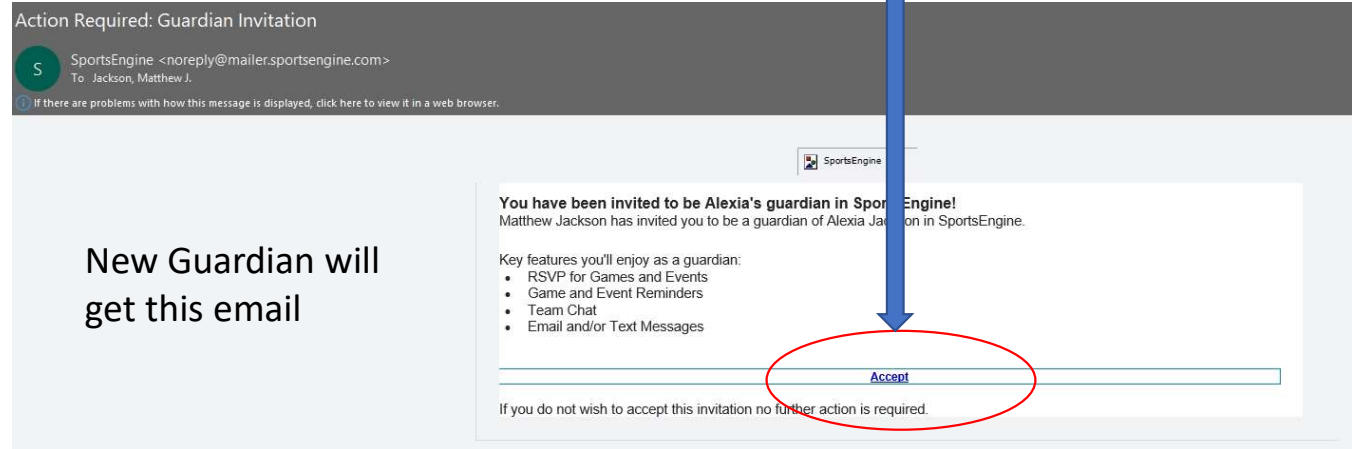 Action Required: Guardian Invitation
S
SportsEngine <noreply@mailer.sportsengine.com>
To Jackson, Matthew J.
If there are problems with how this message is displayed, click here to view it in a web browser.
SportsEngine
You have been invited to be Alexia's guardian in Spor Engine!
Matthew Jackson has invited you to be a guardian of Alexia Ja on in SportsEngine.
New Guardian will
get this email
Key features you'll enjoy as a guardian:
• RSVP for Games and Events
• Game and Event Reminders
• Team Chat
• Email and/or Text Messages
Accept
If you do not wish to accept this invitation no further action is required.